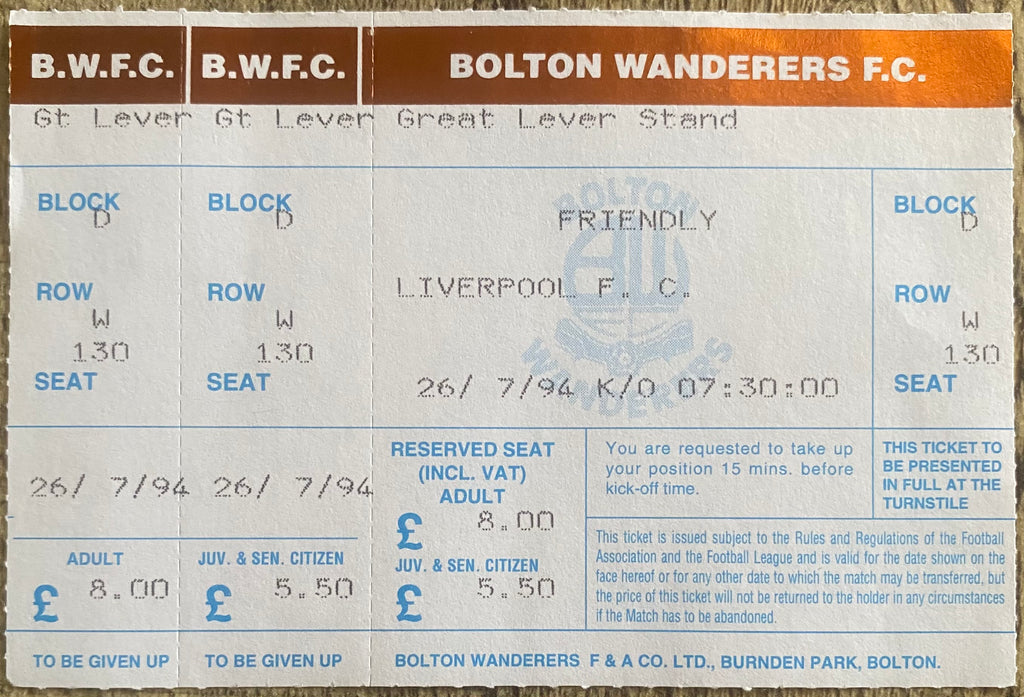 B.W.F.C. B.W.F.C. BOLTON WANDERERS F.C.
Gt Lever Gt Lever Great Lever Stand
BLOCK
D
ROW
W
130
SEAT
26/ 7/94
ADULT
£ 8.00
TO BE GIVEN UP
BLOCK
D
ROW
W
130
SEAT
26/ 7/94
JUV. & SEN. CITIZEN
£ 5.50
TO BE GIVEN UP
BOLTON
FRIENDLY
BW
LIVERPOOL F. C.
WANDERERS
26/ 7/94 K/O 07:30:00
BLOCK
D
ROW
W
130
SEAT
RESERVED SEAT
(INCL. VAT)
ADULT
£ 8.00
JUV. & SEN. CITIZEN
£ 5.50
You are requested to take up
your position 15 mins. before
kick-off time.
THIS TICKET TO
BE PRESENTED
IN FULL AT THE
TURNSTILE
This ticket is issued subject to the Rules and Regulations of the Football
Association and the Football League and is valid for the date shown on the
face hereof or for any other date to which the match may be transferred, but
the price of this ticket will not be returned to the holder in any circumstances
if the Match has to be abandoned.
BOLTON WANDERERS F & A CO. LTD., BURNDEN PARK, BOLTON.